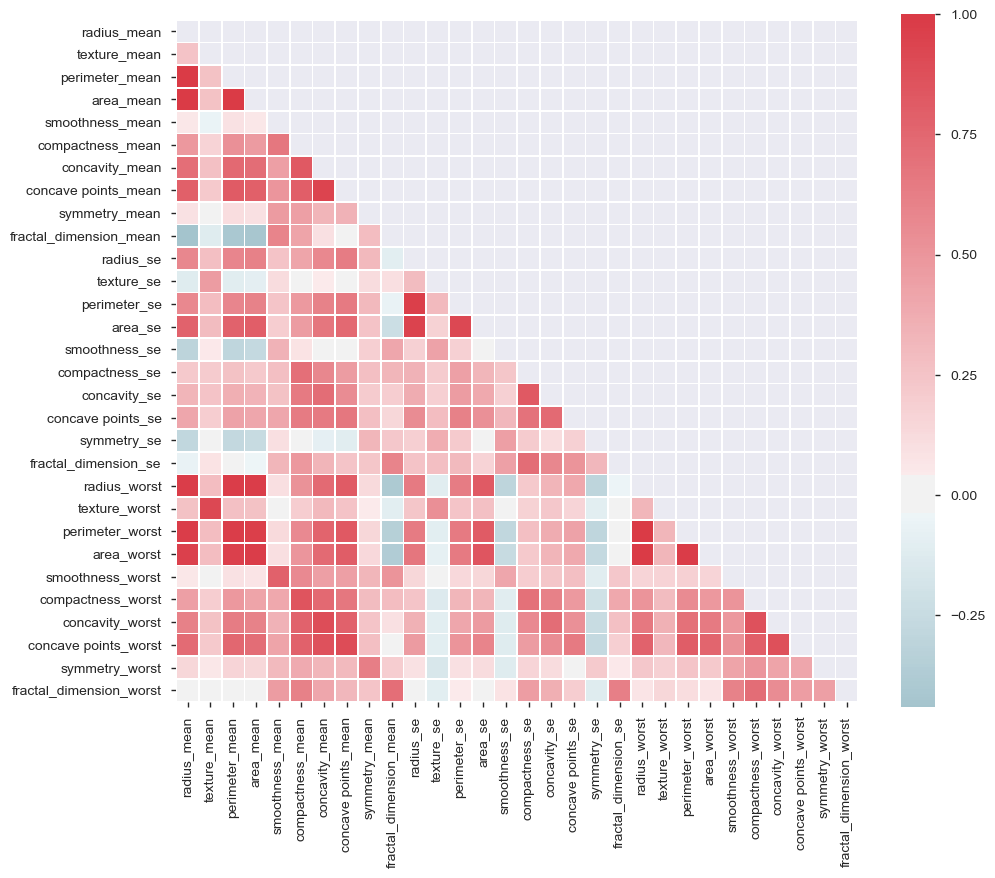 radius_mean
texture_mean
perimeter_mean
area_mean
smoothness_mean
compactness_mean
concavity_mean
concave points_mean
symmetry_mean
fractal_dimension_mean
radius_se
texture_se
perimeter_se
area_se
smoothness_se
compactness_se
concavity_se
concave points_se
symmetry_se
fractal_dimension_se
radius_worst
texture_worst
perimeter_worst
area_worst
smoothness_worst
compactness_worst
concavity_worst
concave points_worst
symmetry_worst
fractal_dimension_worst
radius_mean
texture_mean
perimeter_mean
area_mean
smoothness_mean
compactness_mean
concavity_mean
concave points_mean
symmetry_mean
fractal_dimension_mean
radius_se
texture_se
perimeter_se
area_se
smoothness_se
compactness_se
concavity_se
concave points_se
symmetry_se
fractal_dimension_se
radius_worst
texture_worst
perimeter_worst
area_worst
smoothness_worst
compactness_worst
concavity_worst
concave points_worst
symmetry_worst
fractal_dimension_worst
1.00
0.75
0.50
0.25
0.00
−0.25